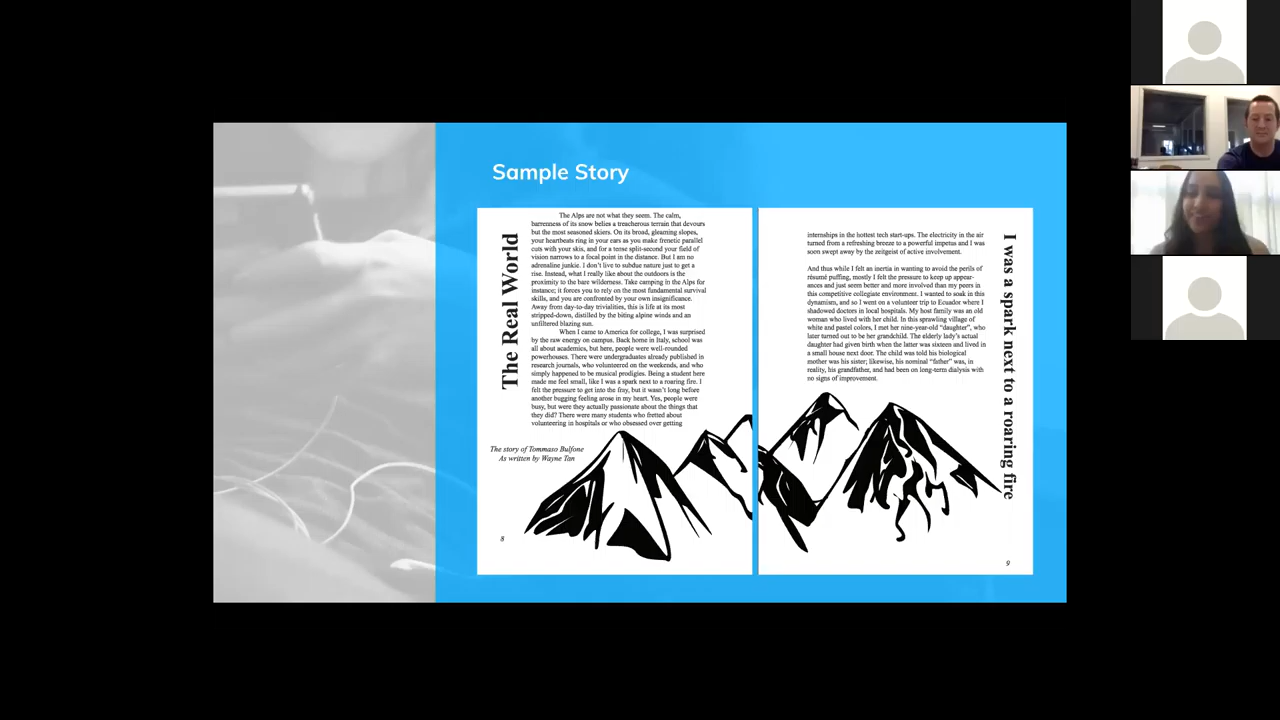 Sample Story
The Real World
The Alps are not what they seem. The calm,
barrenness of its snow belies a treacherous terrain that devours
but the most seasoned skiers. On its broad, gleaming slopes,
your heartbeats ring in your ears as you make frenetic parallel
cuts with your skis, and for a tense split-second your field of
vision narrows to a focal point in the distance. But I am no
adrenaline junkie. I don't live to subdue nature just to get a
rise. Instead, what I really like about the outdoors is the
proximity to the bare wilderness. Take camping in the Alps for
instance; it forces you to rely on the most fundamental survival
skills, and you are confronted by your own insignificance.
Away from day-to-day trivialities, this is life at its most
stripped-down, distilled by the biting alpine winds and an
unfiltered blazing sun.
When I came to America for college, I was surprised
by the raw energy on campus. Back home in Italy, school was
all about academics, but here, people were well-rounded
powerhouses. There were undergraduates already published in
research journals, who volunteered on the weekends, and who
simply happened to be musical prodigies. Being a student here
made me feel small, like I was a spark next to a roaring fire. I
felt the pressure to get into the fray, but it wasn't long before
another bugging feeling arose in my heart. Yes, people were
busy, but were they actually passionate about the things that
they did? There were many students who fretted about
volunteering in hospitals or who obsessed over getting
The story of Tommaso Bulfone
As written by Wayne Tan
8
internships in the hottest tech start-ups. The electricity in the air
turned from a refreshing breeze to a powerful impetus and I was
soon swept away by the zeitgeist of active involvement.
And thus while I felt an inertia in wanting to avoid the perils of
résumé puffing, mostly I felt the pressure to keep up appear-
ances and just seem better and more involved than my peers in
this competitive collegiate environment. I wanted to soak in this
dynamism, and so I went on a volunteer trip to Ecuador where I
shadowed doctors in local hospitals. My host family was an old
woman who lived with her child. In this sprawling village of
white and pastel colors, I met her nine-year-old "daughter", who
later turned out to be her grandchild. The elderly lady's actual
daughter had given birth when the latter was sixteen and lived in
a small house next door. The child was told his biological
mother was his sister; likewise, his nominal "father" was, in
reality, his grandfather, and had been on long-term dialysis with
no signs of improvement.
I was a spark next to a roaring fire
9